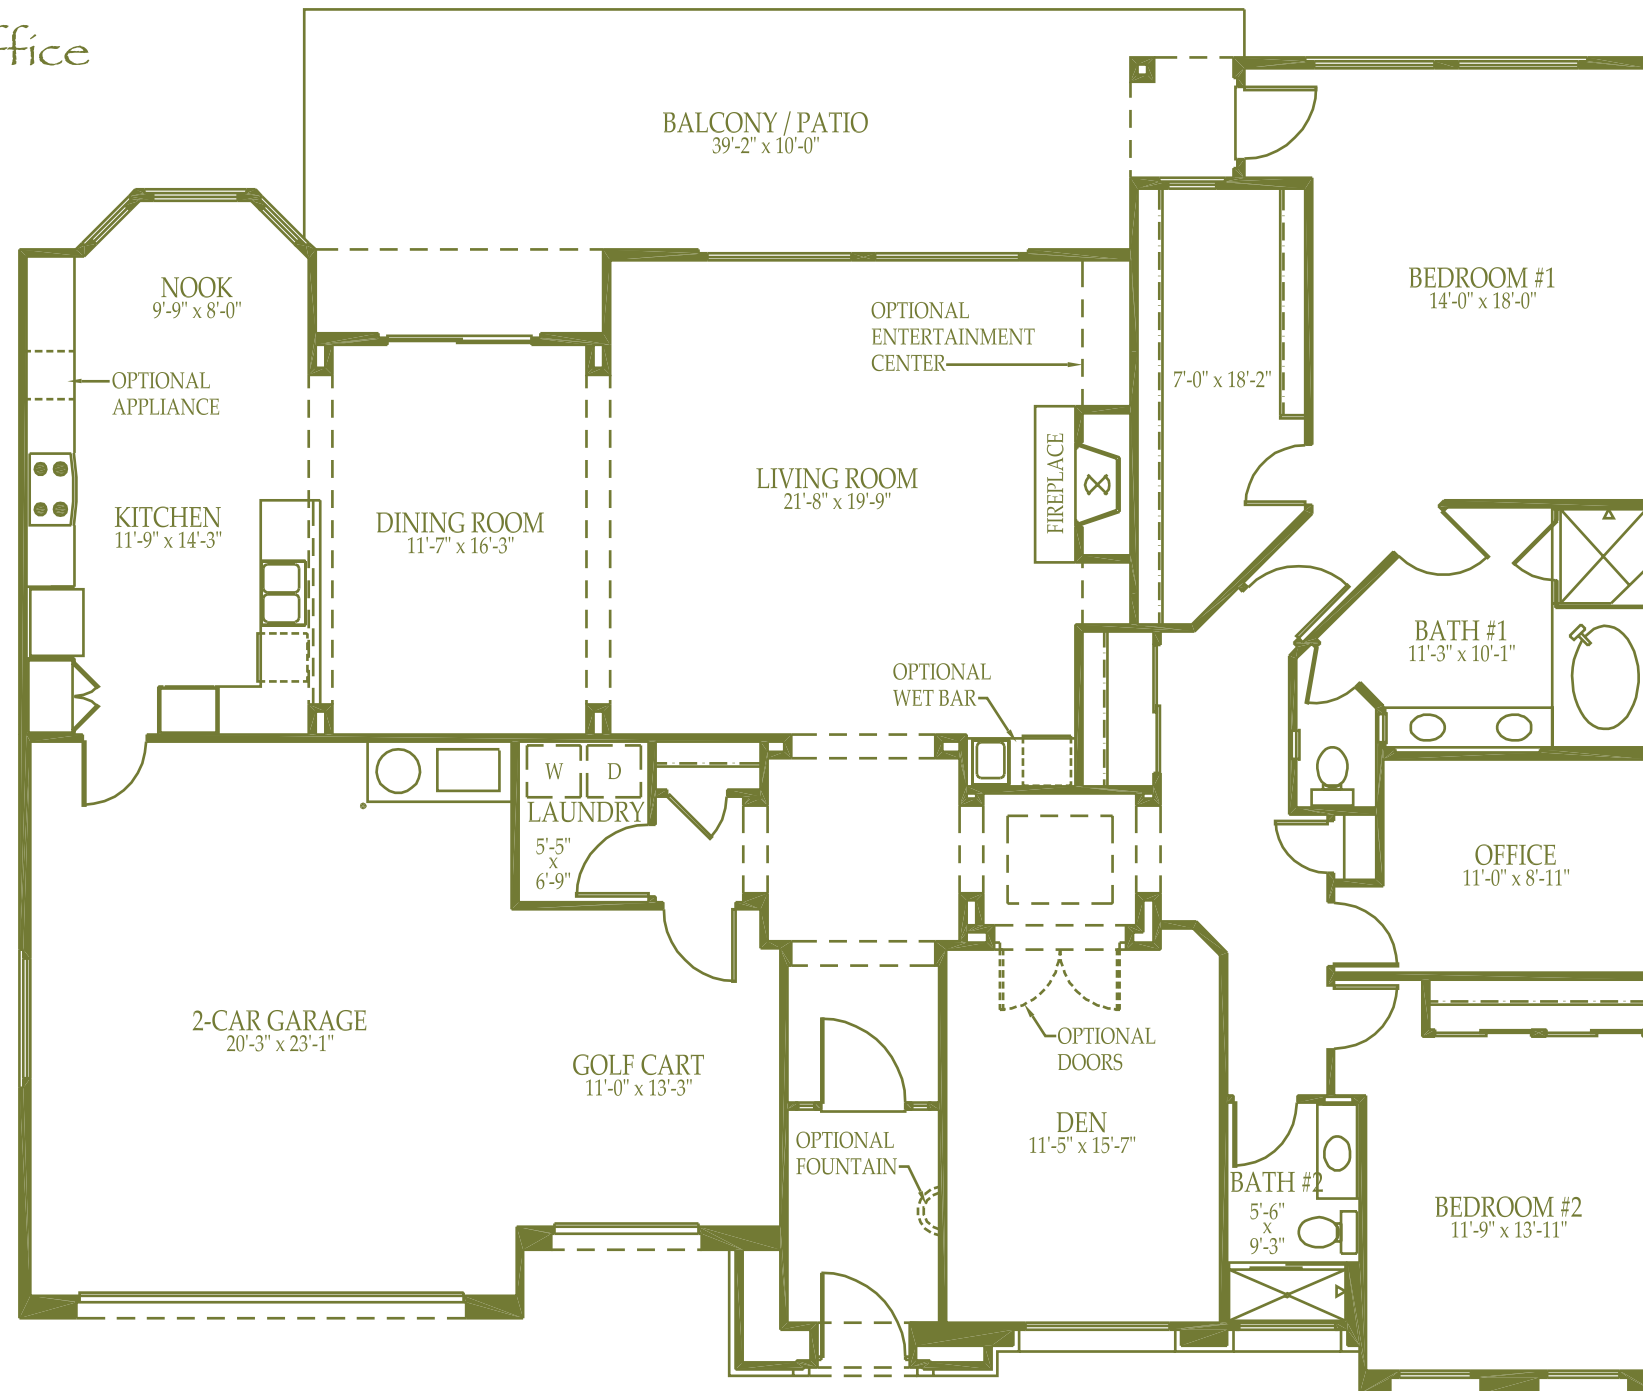 BALCONY / PATIO
39'-2" x 10'-0"
NOOK
9'-9" x 8'-0"
BEDROOM #1
14'-0" x 18'-0"
OPTIONAL
ENTERTAINMENT
CENTER
OPTIONAL
APPLIANCE
7'-0" x 18'-2"
FIREPLACE
LIVING ROOM
21'-8" x 19'-9"
KITCHEN
11'-9" x 14'-3"
DINING ROOM
11'-7" x 16'-3"
BATH #1
11'-3" x 10'-1"
OPTIONAL
WET BAR
W
D
LAUNDRY
5'-5"
x
6'-9"
OFFICE
11'-0" x 8'-11"
2-CAR GARAGE
20'-3" x 23'-1"
GOLF CART
11'-0" x 13'-3"
OPTIONAL
DOORS
DEN
11'-5" x 15'-7"
OPTIONAL
FOUNTAIN
BATH #2
5'-6"
x
9'-3"
BEDROOM #2
11'-9" x 13'-11"